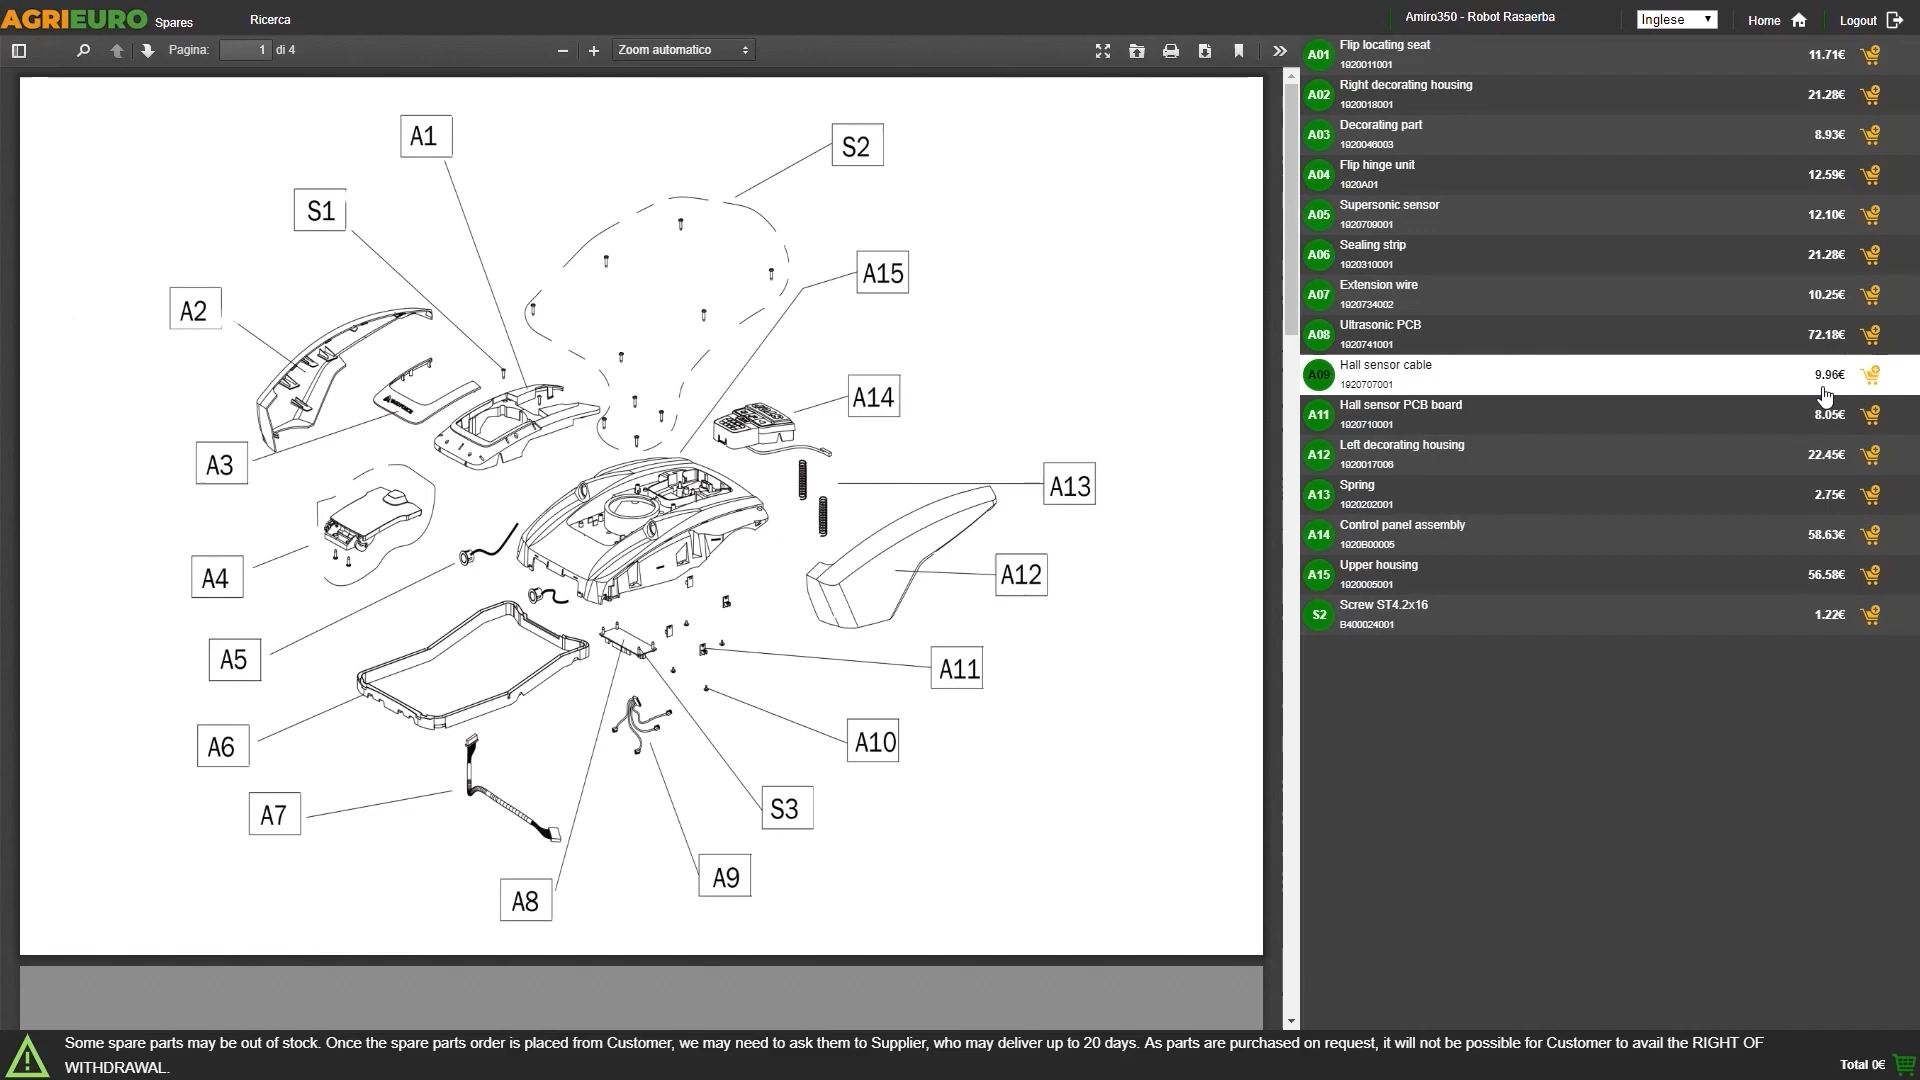 AGRIEURO Spares
Ricerca
Amiro350 - Robot Rasaerba
Inglese
Home
Logout
Pagina: 1 di 4
Zoom automatico
A1
S2
S1
A15
A2
A14
A3
A13
A4
A12
A5
A11
A6
A10
A7
S3
A9
A8
A01 Flip locating seat 11.71€
1920011001
A02 Right decorating housing 21.28€
1920018001
A03 Decorating part 8.93€
1920046003
A04 Flip hinge unit 12.59€
1920A01
A05 Supersonic sensor 12.10€
1920709001
A06 Sealing strip 21.28€
1920310001
A07 Extension wire 10.25€
1920734002
A08 Ultrasonic PCB 72.18€
1920741001
A09 Hall sensor cable 9.96€
1920707001
A11 Hall sensor PCB board 8.05€
1920710001
A12 Left decorating housing 22.45€
1920017006
A13 Spring 2.75€
1920202001
A14 Control panel assembly 58.63€
1920B00005
A15 Upper housing 56.58€
1920005001
S2 Screw ST4.2x16 1.22€
B400024001
Some spare parts may be out of stock. Once the spare parts order is placed from Customer, we may need to ask them to Supplier, who may deliver up to 20 days. As parts are purchased on request, it will not be possible for Customer to avail the RIGHT OF
WITHDRAWAL.
Total 0€